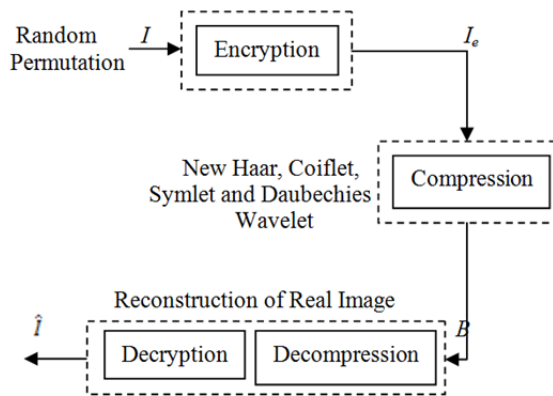 Random
Permutation
I
Encryption
Iₑ
New Haar, Coiflet,
Symlet and Daubechies
Wavelet
Compression
Reconstruction of Real Image
B
Î
Decryption
Decompression